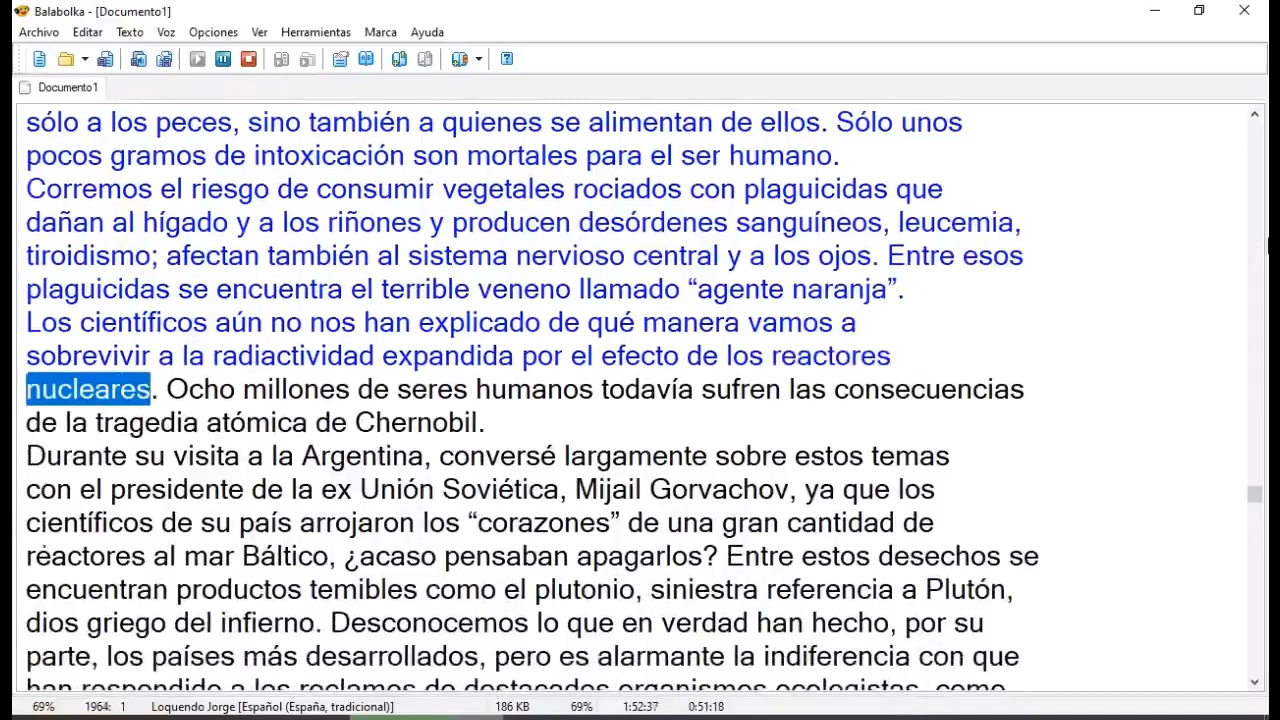 Balabolka - [Documento1]
Archivo Editar Texto Voz Opciones Ver Herramientas Marca Ayuda
Documento1
sólo a los peces, sino también a quienes se alimentan de ellos. Sólo unos
pocos gramos de intoxicación son mortales para el ser humano.
Corremos el riesgo de consumir vegetales rociados con plaguicidas que
dañan al hígado y a los riñones y producen desórdenes sanguíneos, leucemia,
tiroidismo; afectan también al sistema nervioso central y a los ojos. Entre esos
plaguicidas se encuentra el terrible veneno llamado “agente naranja”.
Los científicos aún no nos han explicado de qué manera vamos a
sobrevivir a la radiactividad expandida por el efecto de los reactores
nucleares. Ocho millones de seres humanos todavía sufren las consecuencias
de la tragedia atómica de Chernobil.
Durante su visita a la Argentina, conversé largamente sobre estos temas
con el presidente de la ex Unión Soviética, Mijail Gorvachov, ya que los
científicos de su país arrojaron los “corazones” de una gran cantidad de
reactores al mar Báltico, ¿acaso pensaban apagarlos? Entre estos desechos se
encuentran productos temibles como el plutonio, siniestra referencia a Plutón,
dios griego del infierno. Desconocemos lo que en verdad han hecho, por su
parte, los países más desarrollados, pero es alarmante la indiferencia con que
han respondido a los reclamos de destacados organismos ecologistas, como
69% 1964: 1 Loquendo Jorge [Español (España, tradicional)] 186 KB 69% 1:52:37 0:51:18